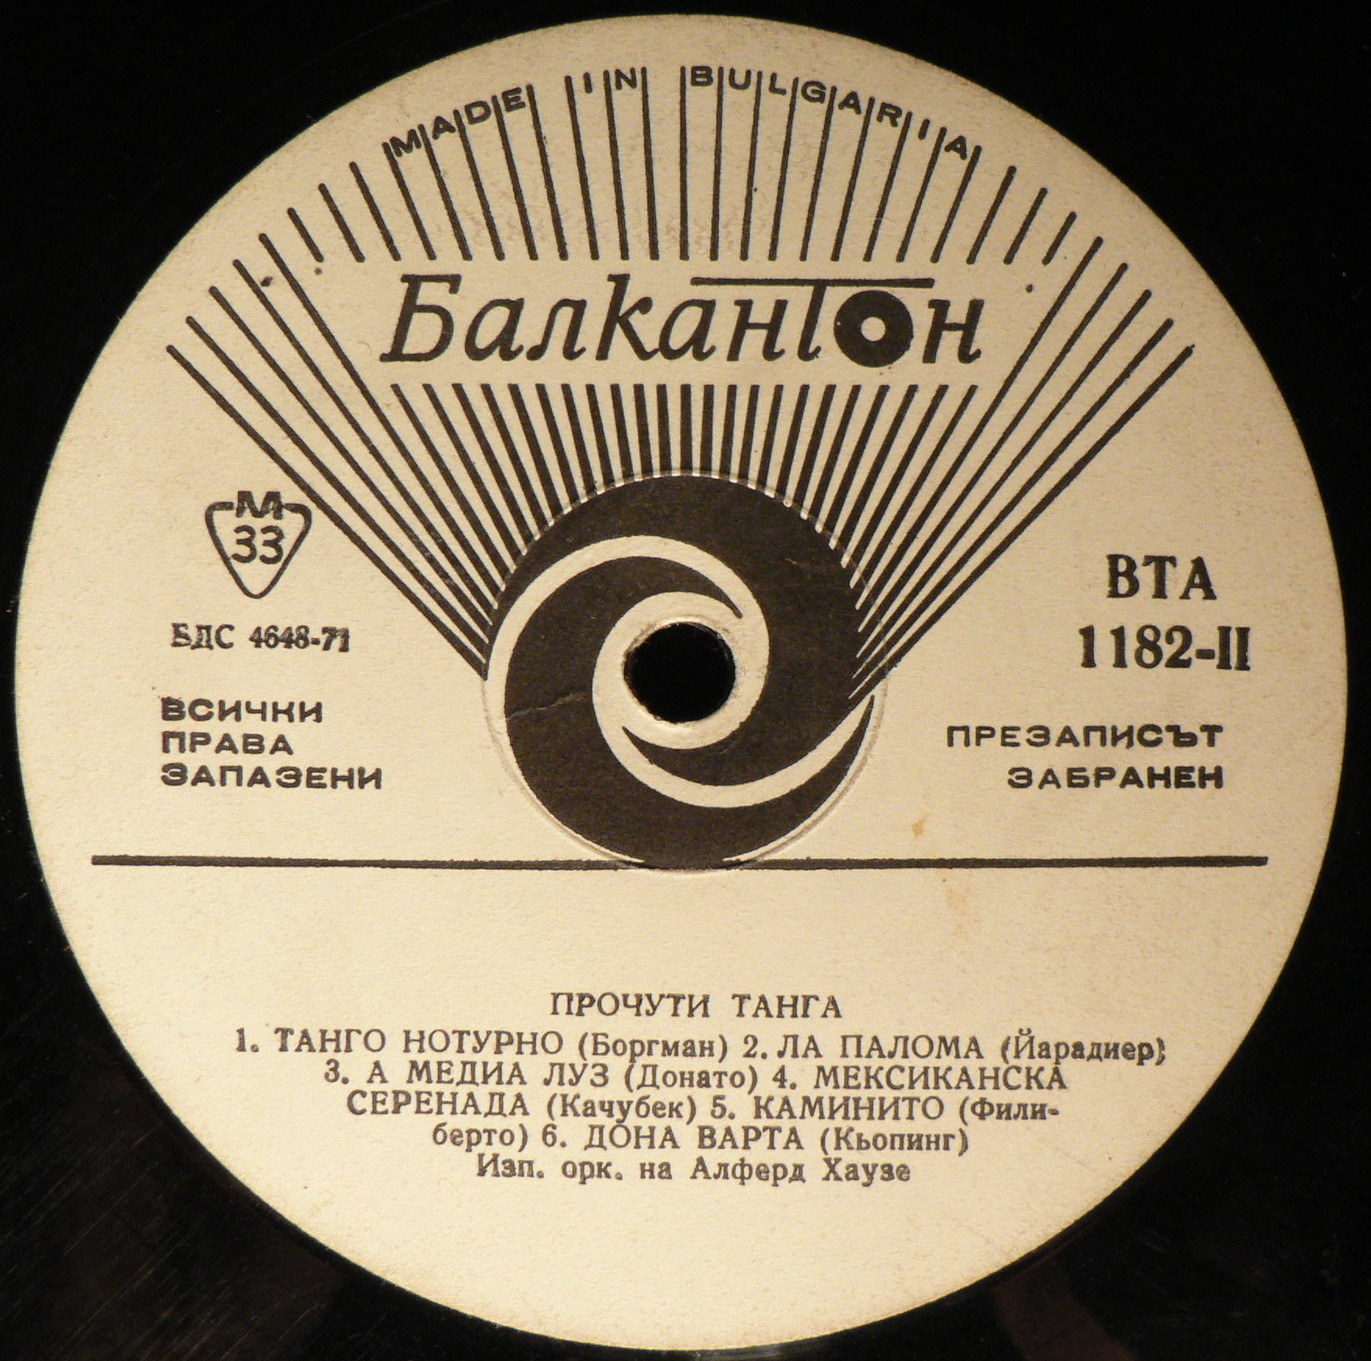 MADE IN BULGARIA
Балкантон
М
33
БДС 4648-71
ВСИЧКИ
ПРАВА
ЗАПАЗЕНИ
ВТА
1182-II
ПРЕЗАПИСЪТ
ЗАБРАНЕН
ПРОЧУТИ ТАНГА
1. ТАНГО НОТУРНО (Боргман) 2. ЛА ПАЛОМА (Йарадиер)
3. А МЕДИА ЛУЗ (Донато) 4. МЕКСИКАНСКА
СЕРЕНАДА (Качубек) 5. КАМИНИТО (Фили-
берто) 6. ДОНА ВАРТА (Кьопинг)
Изп. орк. на Алферд Хаузе